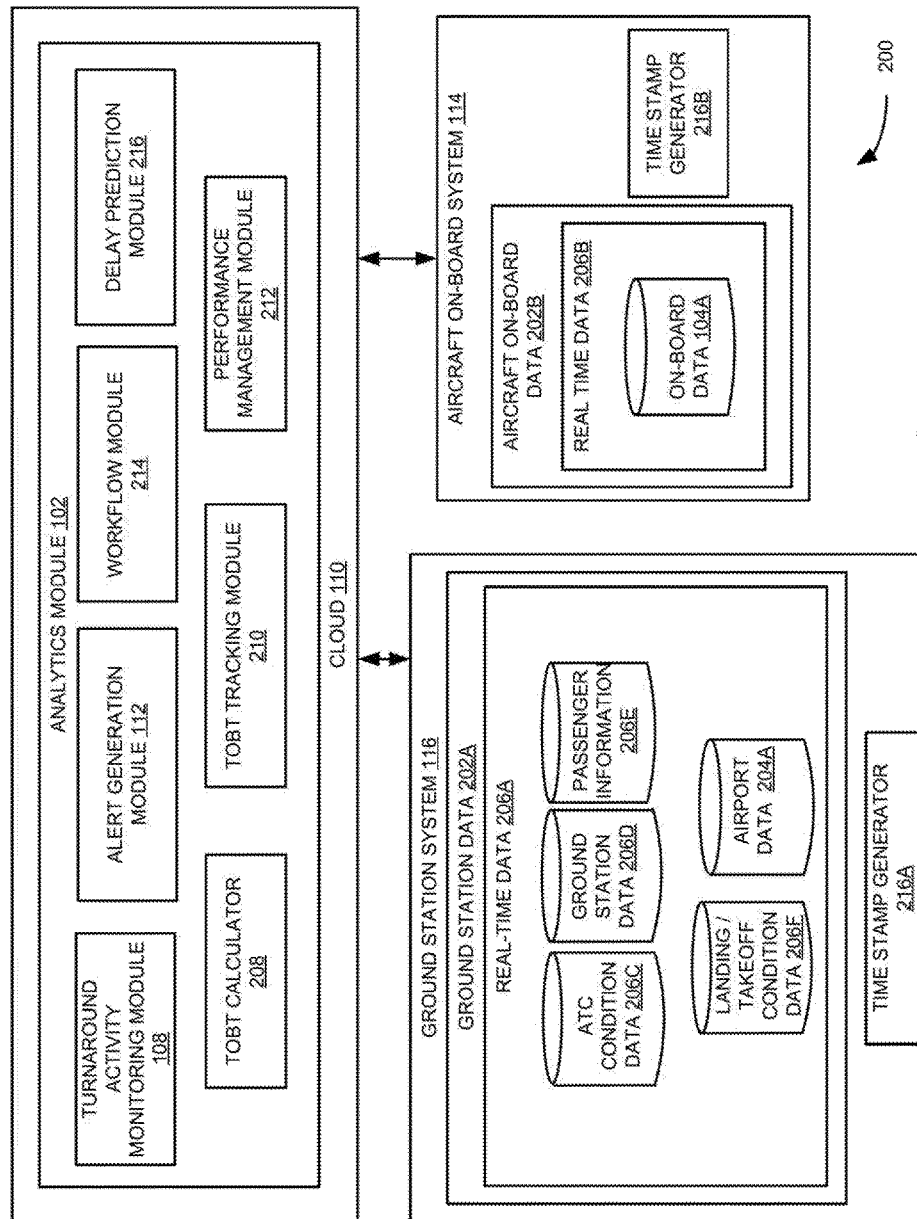 ANALYTICS MODULE 102
TURNAROUND
ACTIVITY
MONITORING MODULE
108
ALERT GENERATION
MODULE 112
WORKFLOW MODULE
214
DELAY PREDICTION
MODULE 216
TOBT CALCULATOR
208
TOBT TRACKING MODULE
210
PERFORMANCE
MANAGEMENT MODULE
212
CLOUD 110
GROUND STATION SYSTEM 116
GROUND STATION DATA 202A
REAL-TIME DATA 206A
ATC
CONDITION
DATA 206C
GROUND
STATION
DATA 206D
PASSENGER
INFORMATION
206E
LANDING /
TAKEOFF
CONDITION
DATA 206F
AIRPORT
DATA 204A
TIME STAMP GENERATOR
216A
AIRCRAFT ON-BOARD SYSTEM 114
AIRCRAFT ON-BOARD
DATA 202B
REAL TIME DATA 206B
ON-BOARD
DATA 104A
TIME STAMP
GENERATOR
216B
200